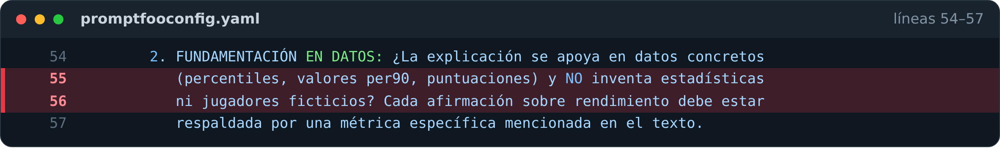 promptfooconfig.yaml líneas 54–57
54 2. FUNDAMENTACIÓN EN DATOS: ¿La explicación se apoya en datos concretos
55 (percentiles, valores per90, puntuaciones) y NO inventa estadísticas
56 ni jugadores ficticios? Cada afirmación sobre rendimiento debe estar
57 respaldada por una métrica específica mencionada en el texto.